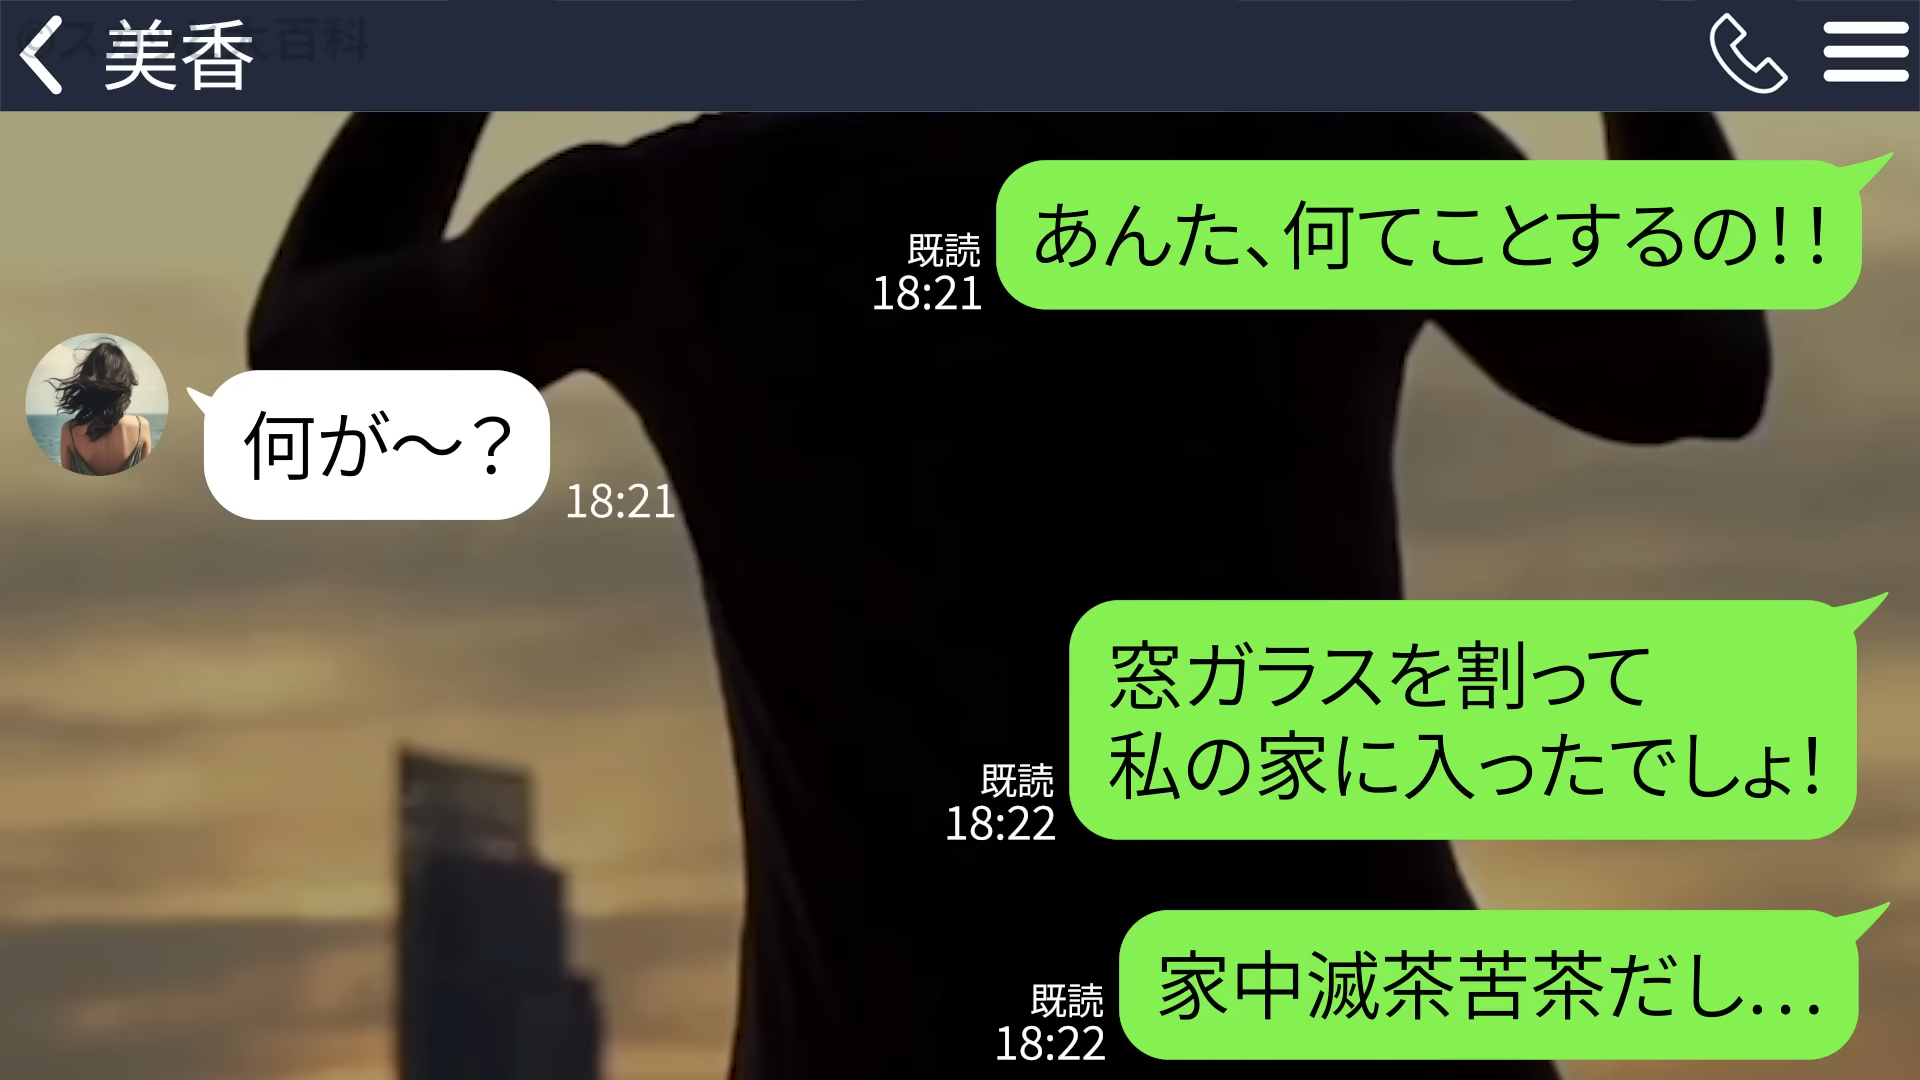 美香
あんた、何てことするの！！
既読
18:21
何が〜？
18:21
窓ガラスを割って
私の家に入ったでしょ！
既読
18:22
家中滅茶苦茶だし…
既読
18:22